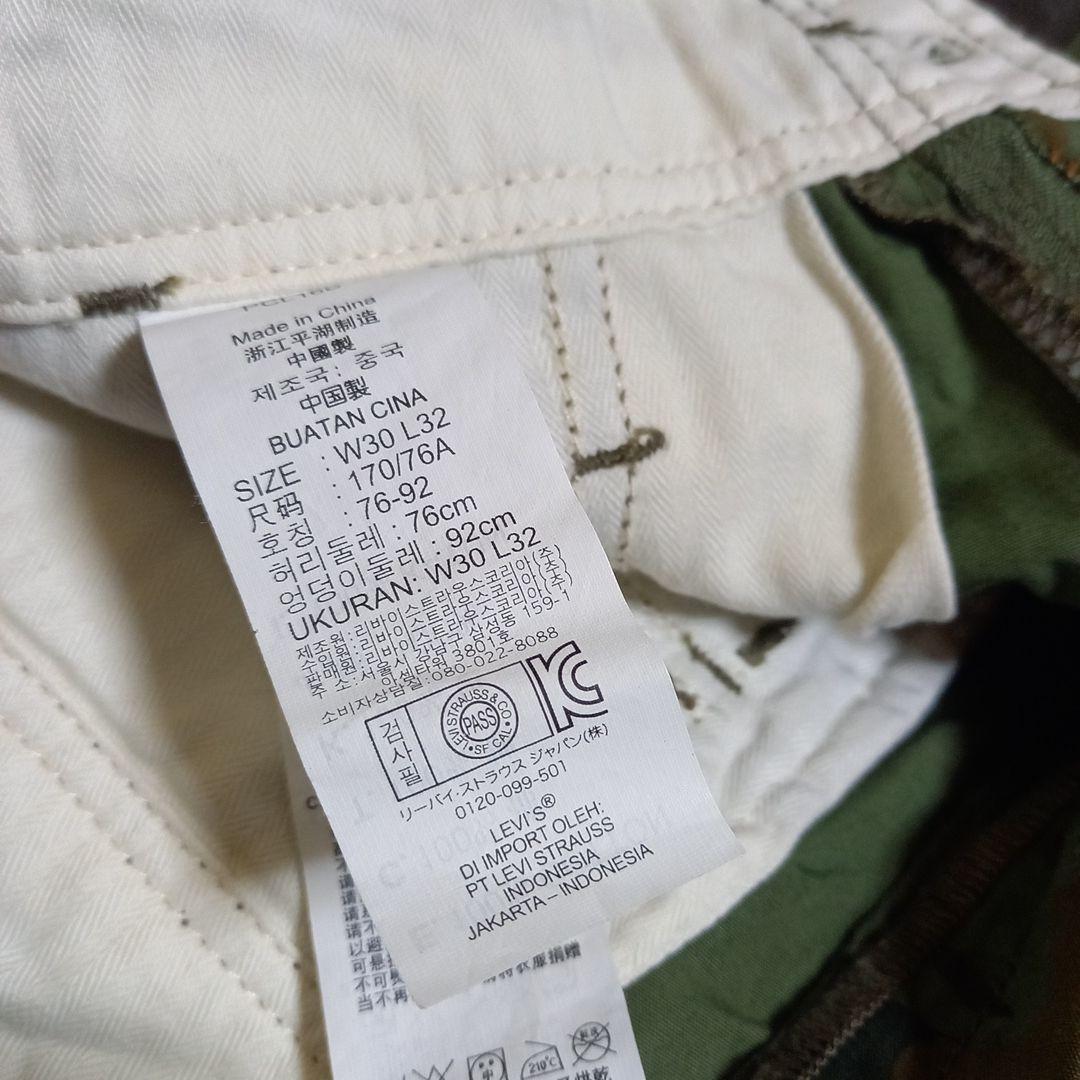 Made in China
浙江平湖制造
中國製
제조국: 중국
中国製
BUATAN CINA
SIZE : W30 L32
尺码 : 170/76A
호칭 : 76-92
허리둘레 : 76cm
엉덩이둘레 : 92cm
UKURAN: W30 L32
제조원: 리바이스트라우스코리아(주)
수입원: 리바이스트라우스코리아(주)
판매원: 리바이스트라우스코리아(주)
주 소: 서울시 강남구 삼성동 159-1
3801호
소비자상담실: 080-022-8088
검사필
LEVI STRAUSS & CO
PASS
SF CAL
KC
リーバイ·ストラウス ジャパン(株)
0120-099-501
LEVI'S®
DI IMPORT OLEH:
PT LEVI STRAUSS
INDONESIA
JAKARTA – INDONESIA
210℃